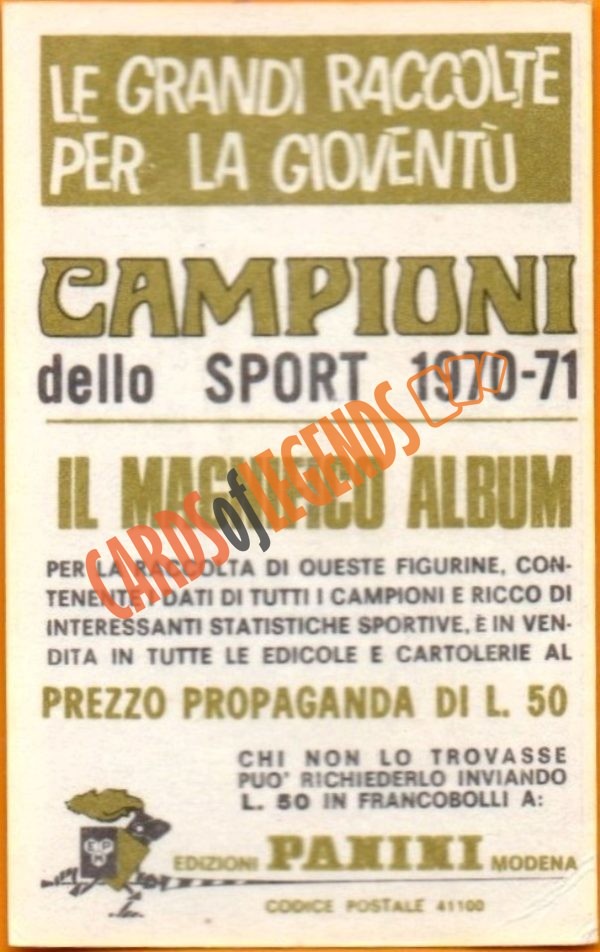 LE GRANDI RACCOLTE
PER LA GIOVENTÙ
CAMPIONI
dello SPORT 1970-71
IL MAGNIFICO ALBUM
CARDS of LEGENDS
PER LA RACCOLTA DI QUESTE FIGURINE, CON-
TENENTE I DATI DI TUTTI I CAMPIONI E RICCO DI
INTERESSANTI STATISTICHE SPORTIVE, È IN VEN-
DITA IN TUTTE LE EDICOLE E CARTOLERIE AL
PREZZO PROPAGANDA DI L. 50
CHI NON LO TROVASSE
PUO' RICHIEDERLO INVIANDO
L. 50 IN FRANCOBOLLI A:
EDIZIONI PANINI MODENA
CODICE POSTALE 41100